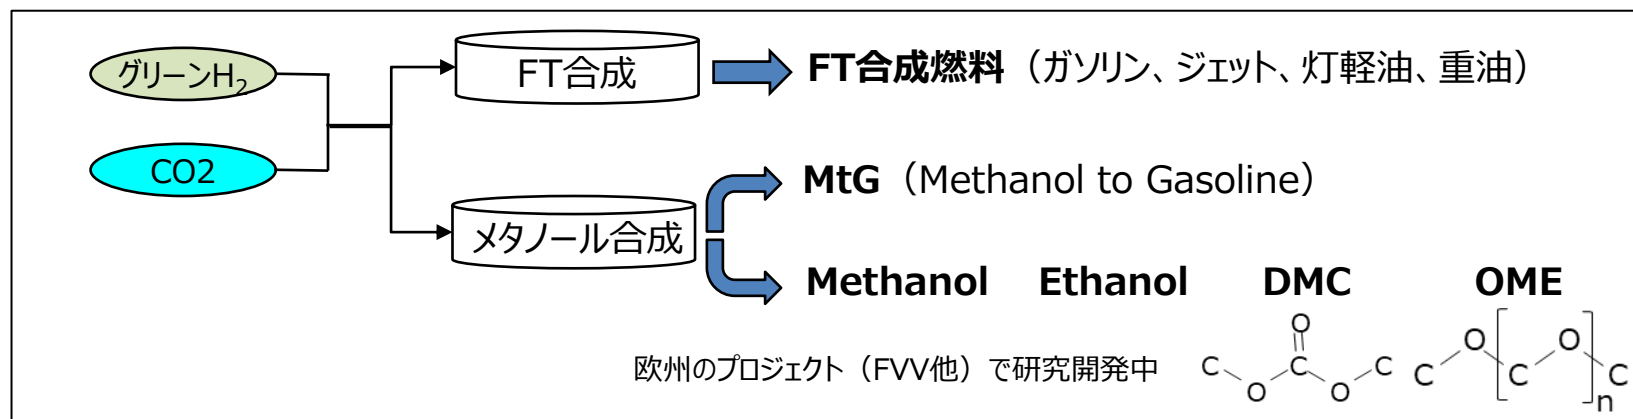 グリーンH2
CO2
FT合成
FT合成燃料（ガソリン、ジェット、灯軽油、重油）
メタノール合成
MtG（Methanol to Gasoline）
Methanol Ethanol DMC OME
欧州のプロジェクト（FVV他）で研究開発中
O
C O C O C
C O C O C n